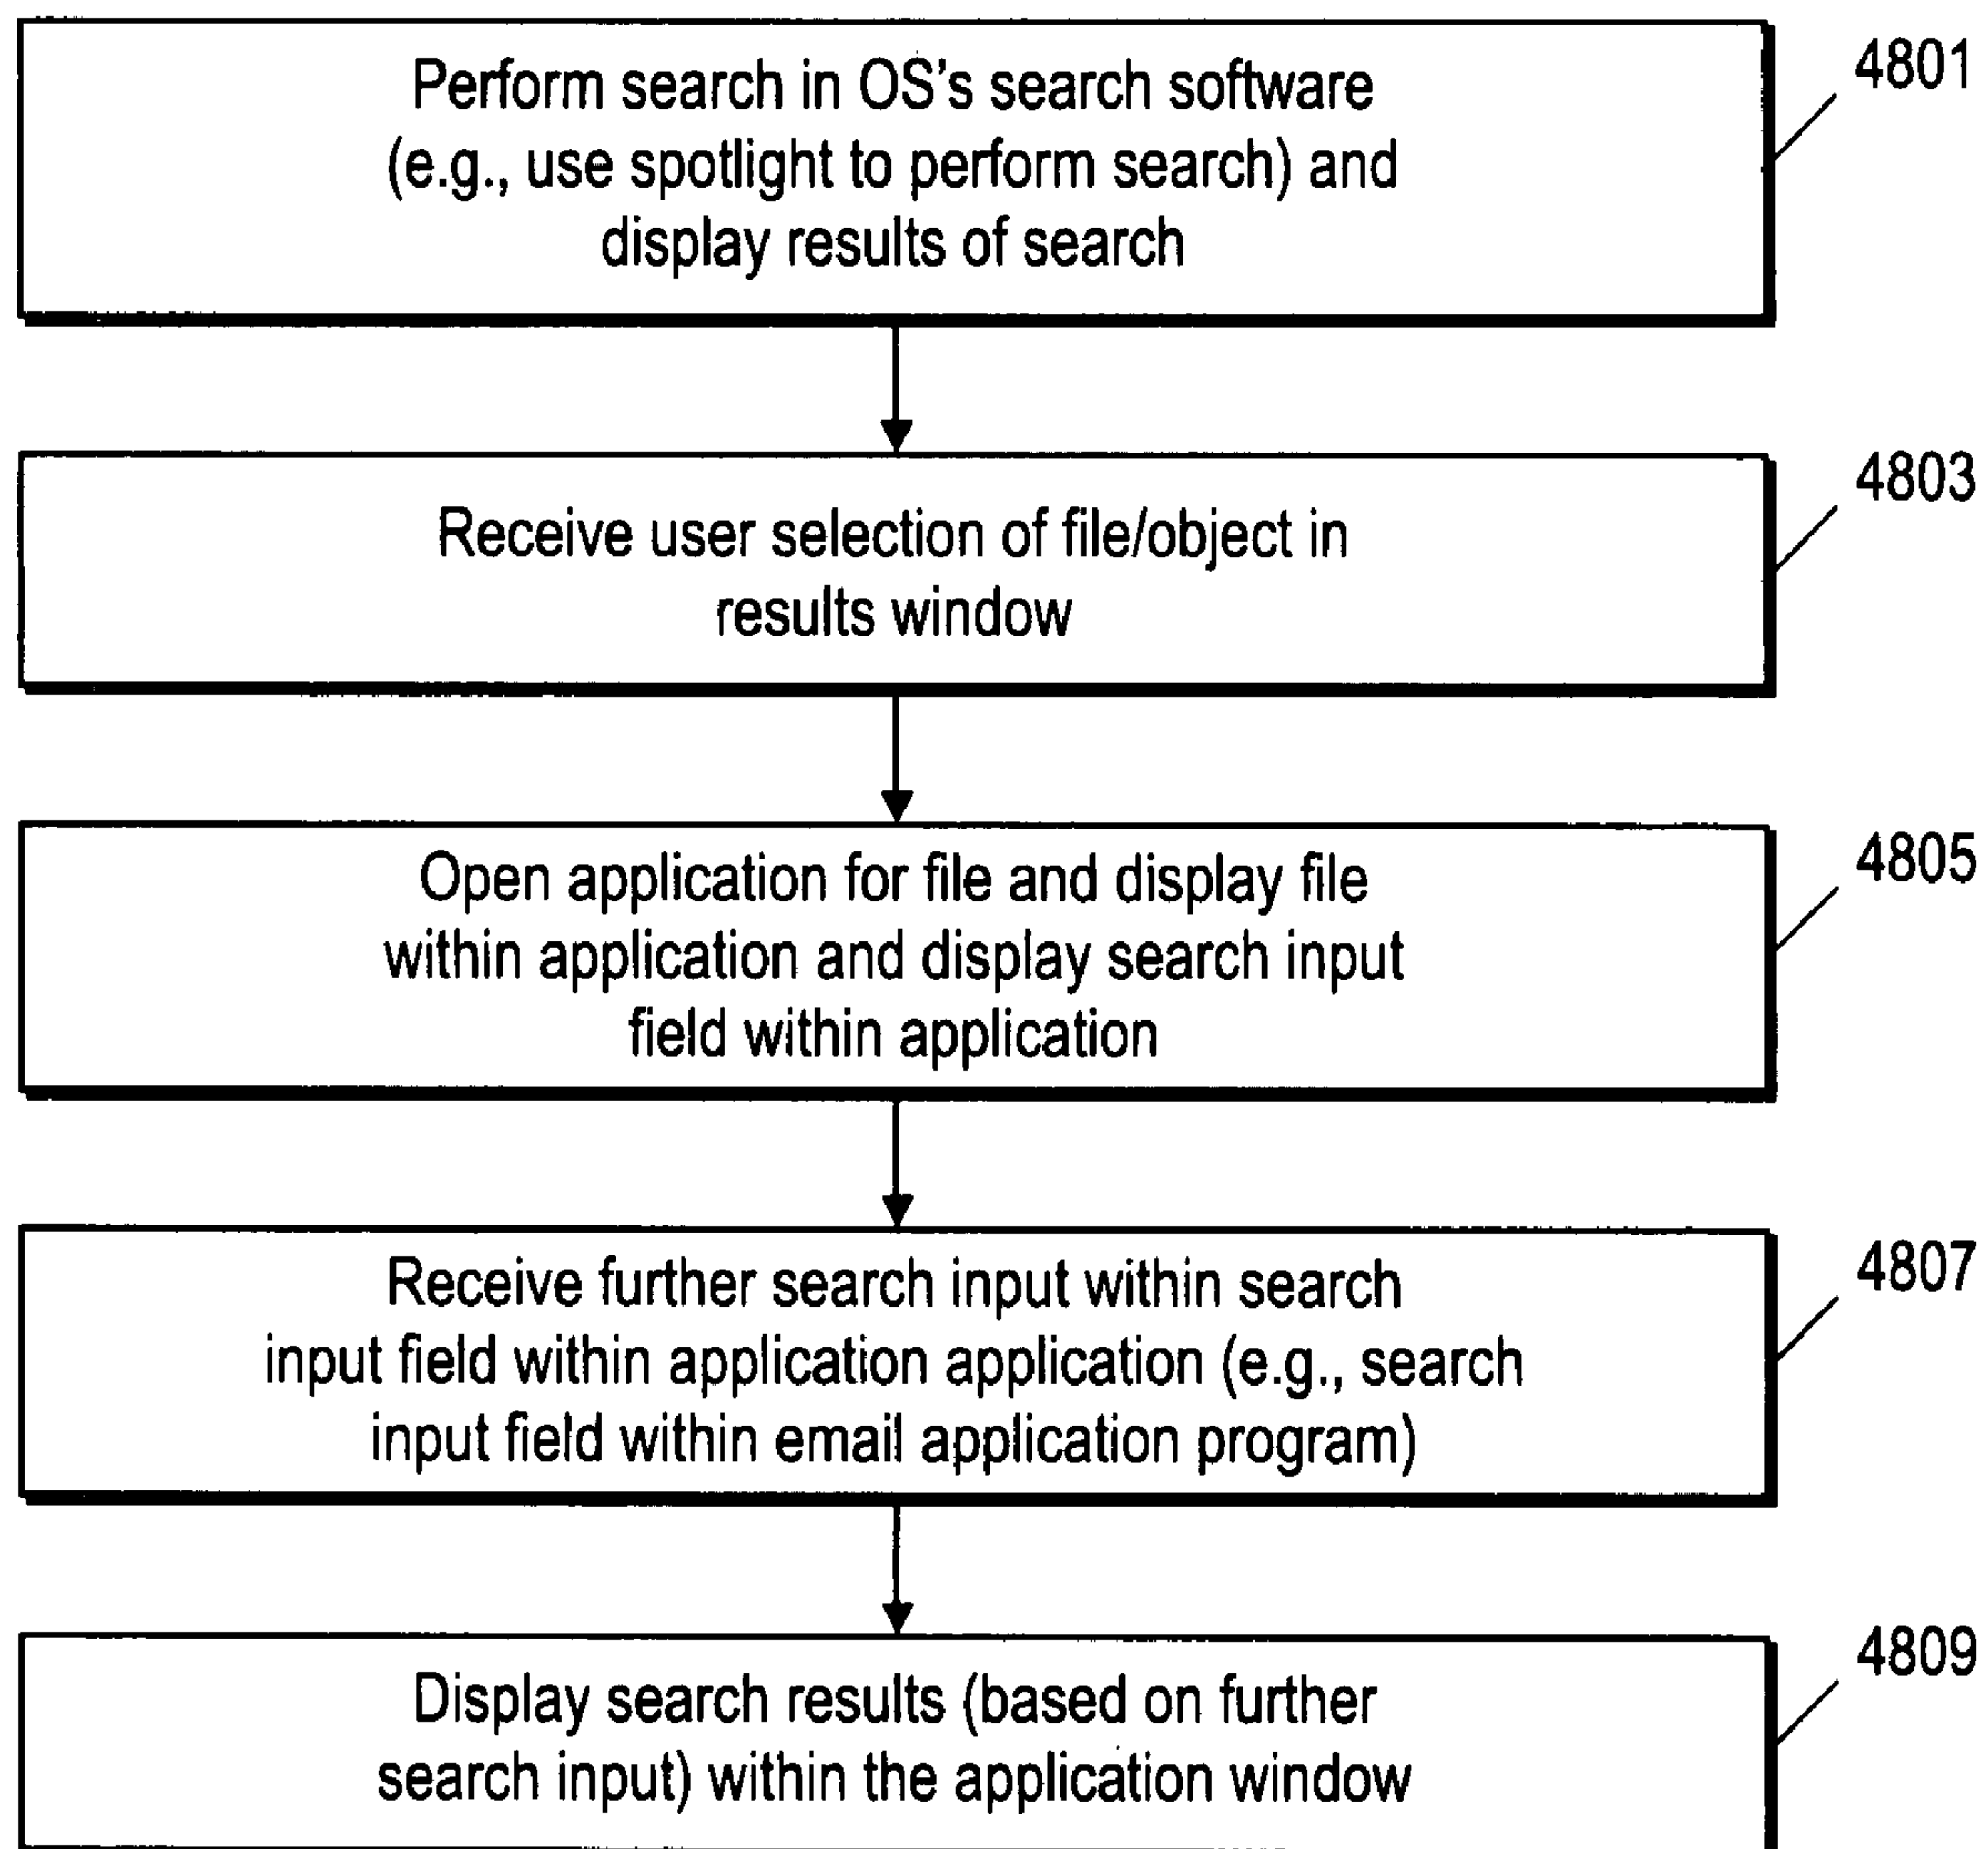 Perform search in OS's search software
(e.g., use spotlight to perform search) and
display results of search
4801
Receive user selection of file/object in
results window
4803
Open application for file and display file
within application and display search input
field within application
4805
Receive further search input within search
input field within application application (e.g., search
input field within email application program)
4807
Display search results (based on further
search input) within the application window
4809